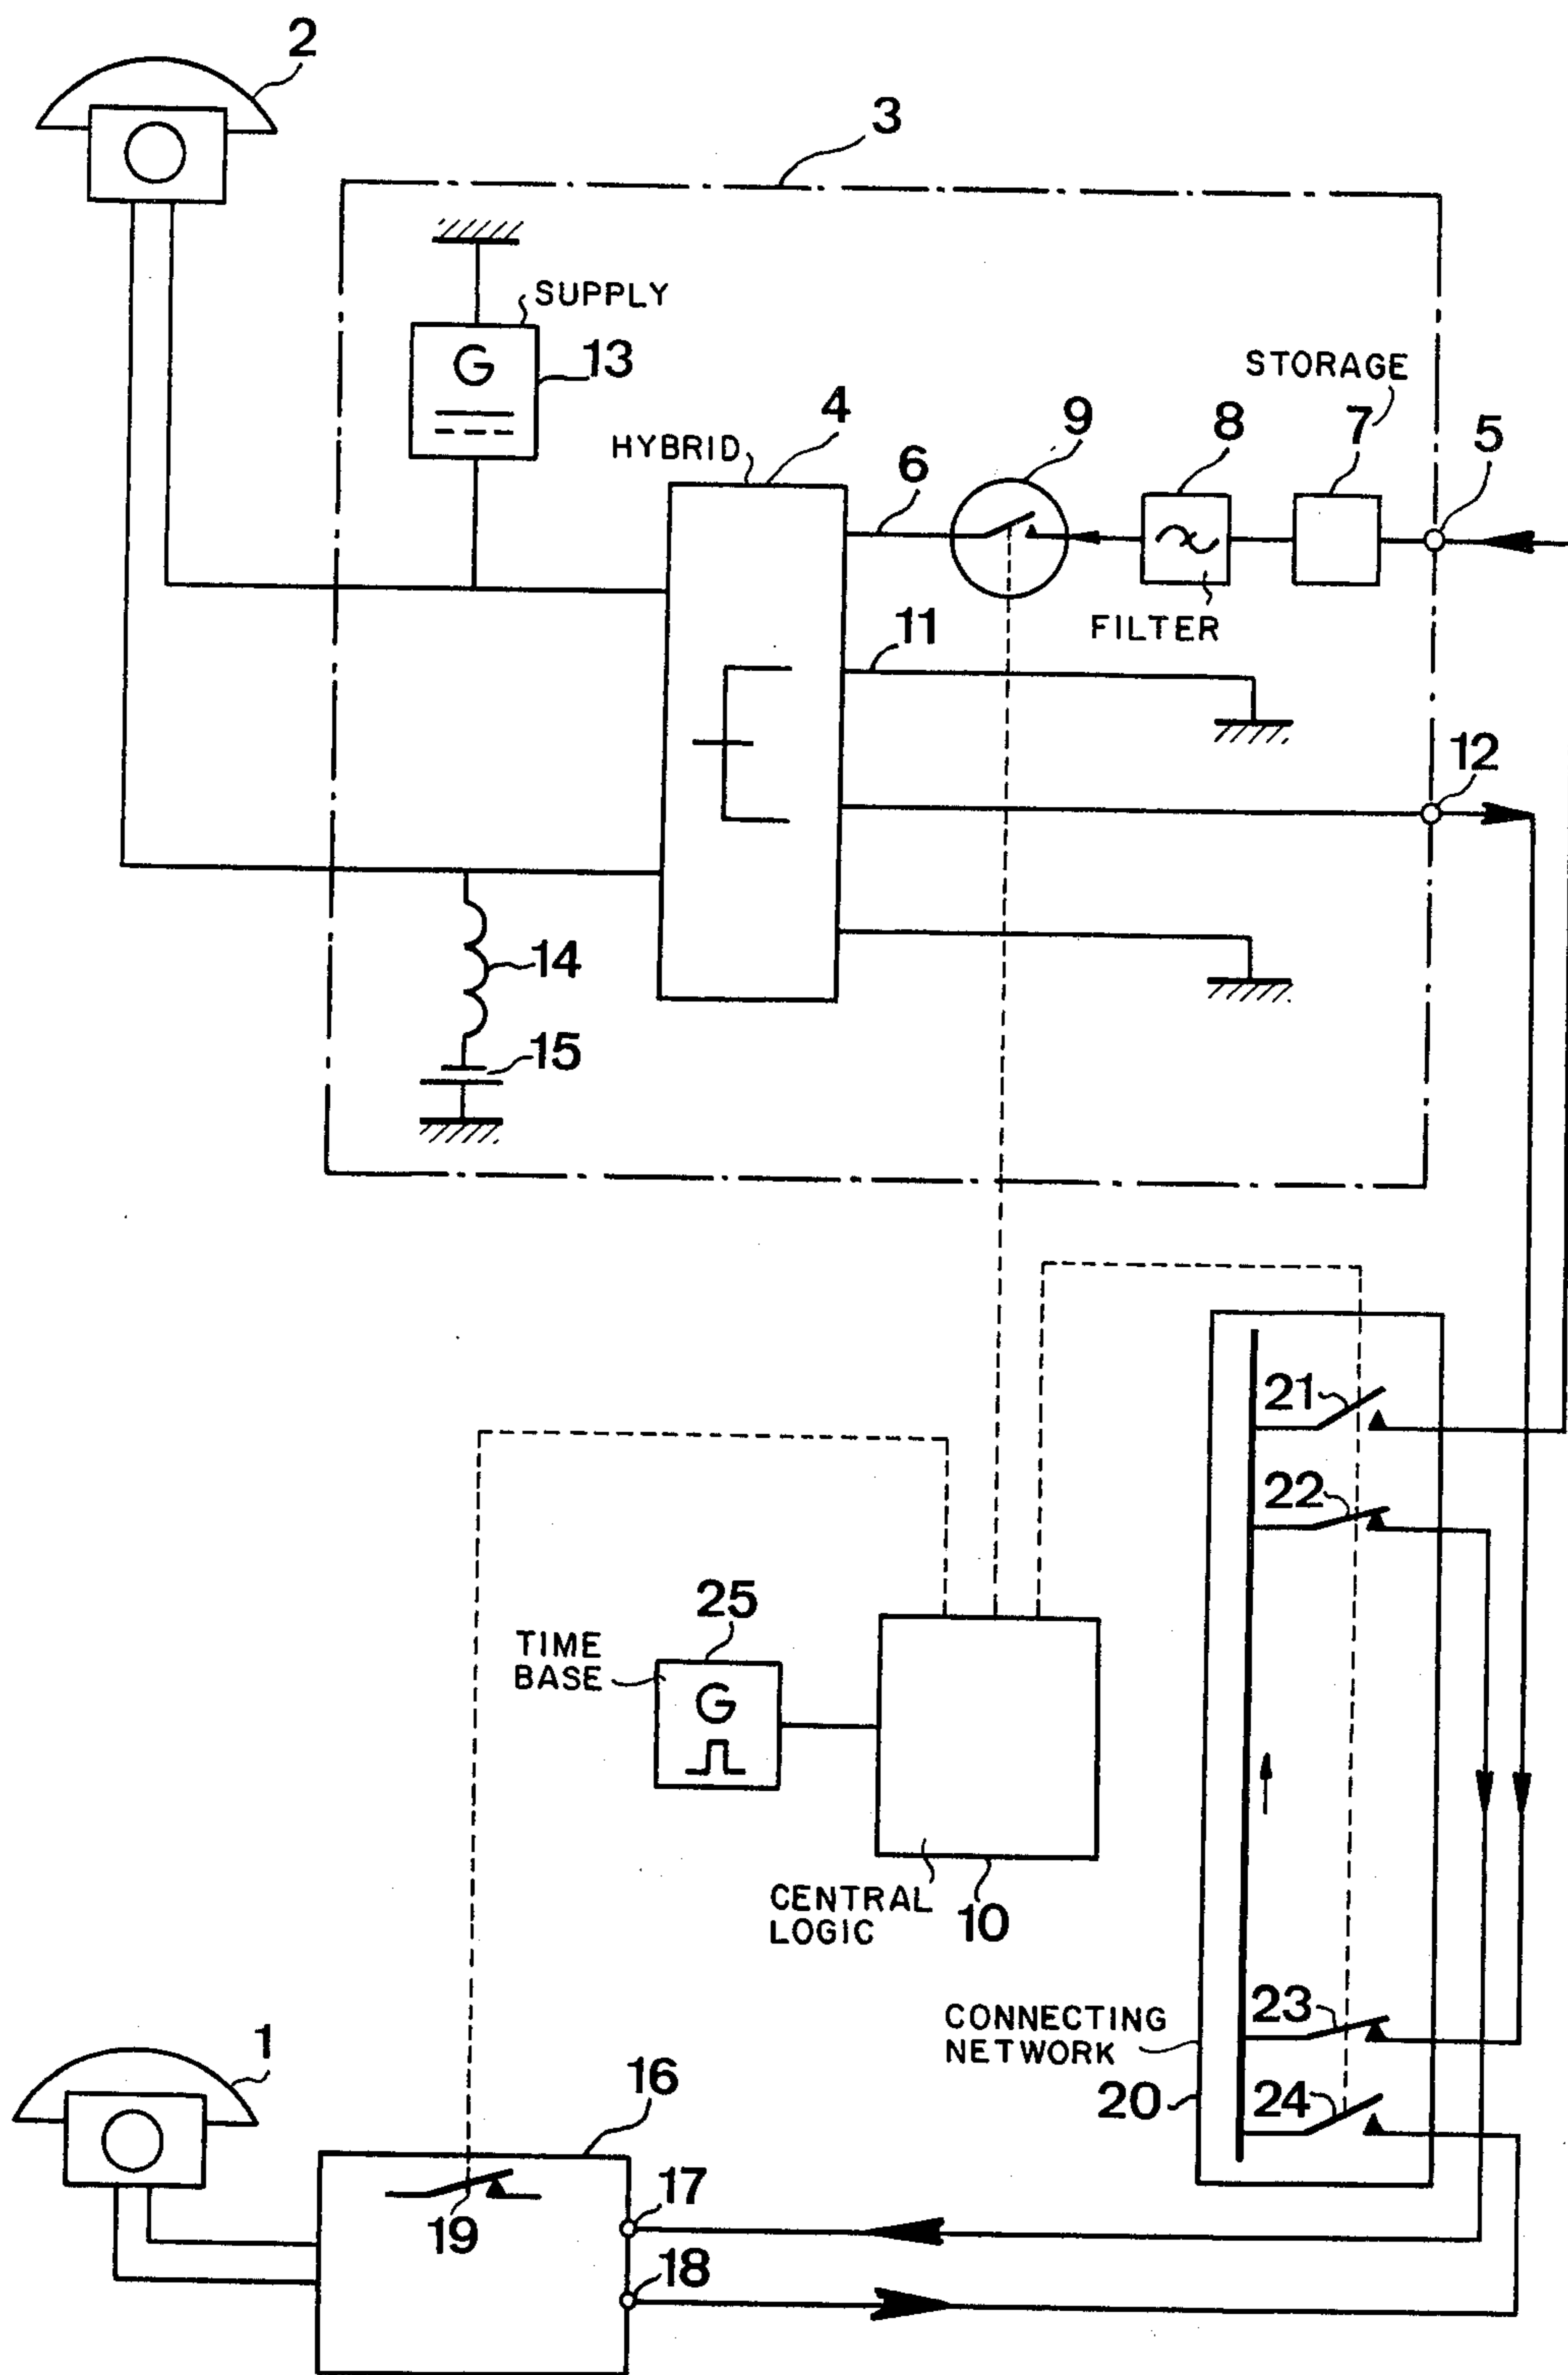 2
3
SUPPLY
G
13
STORAGE
4
9
8
7
5
HYBRID
6
FILTER
11
12
14
15
21
22
25
TIME
BASE
G
CENTRAL
LOGIC
10
CONNECTING
NETWORK
23
20
24
1
16
17
19
18